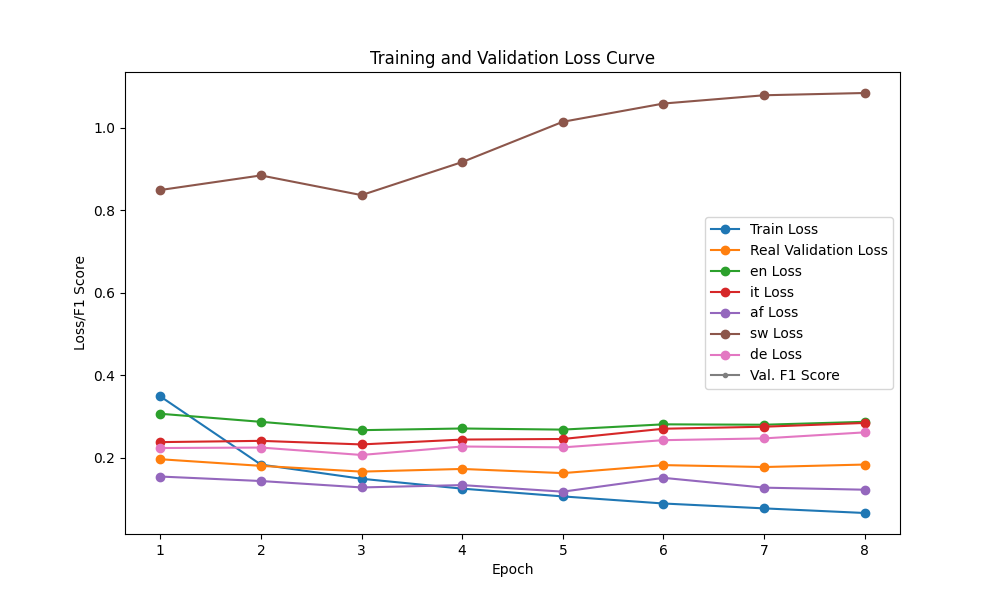 Training and Validation Loss Curve
Loss/F1 Score
1.0
0.8
0.6
0.4
0.2
Train Loss
Real Validation Loss
en Loss
it Loss
af Loss
sw Loss
de Loss
Val. F1 Score
1 2 3 4 5 6 7 8
Epoch